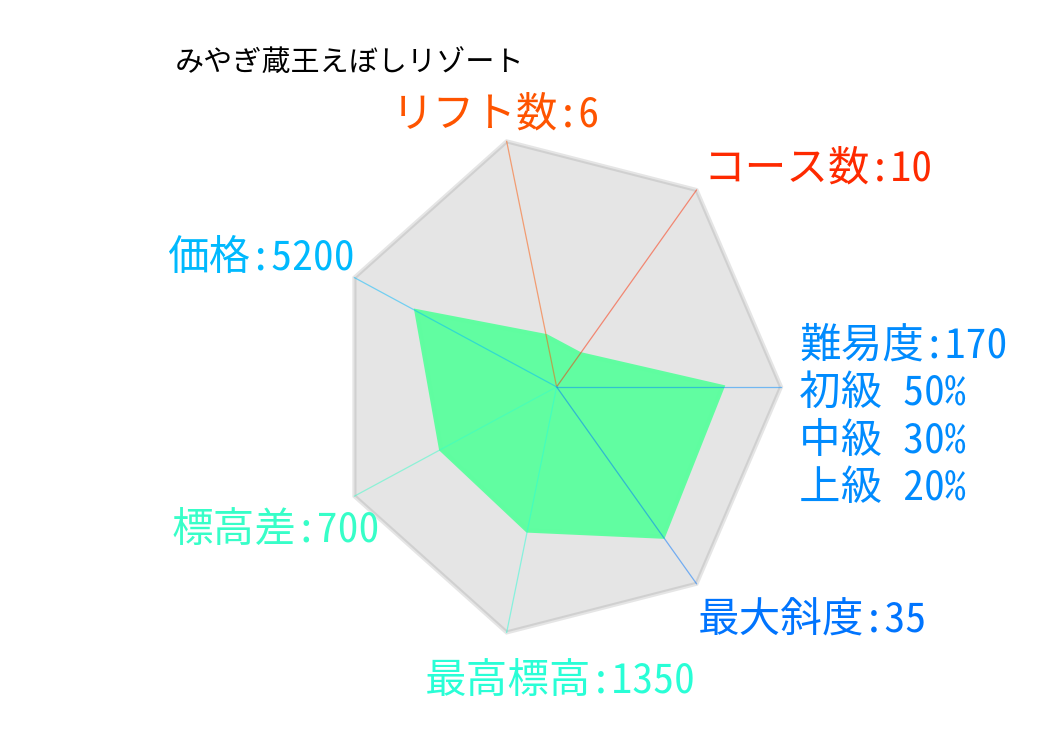 みやぎ蔵王えぼしリゾート
リフト数:6
コース数:10
価格:5200
難易度:170
初級 50%
中級 30%
上級 20%
標高差:700
最大斜度:35
最高標高:1350